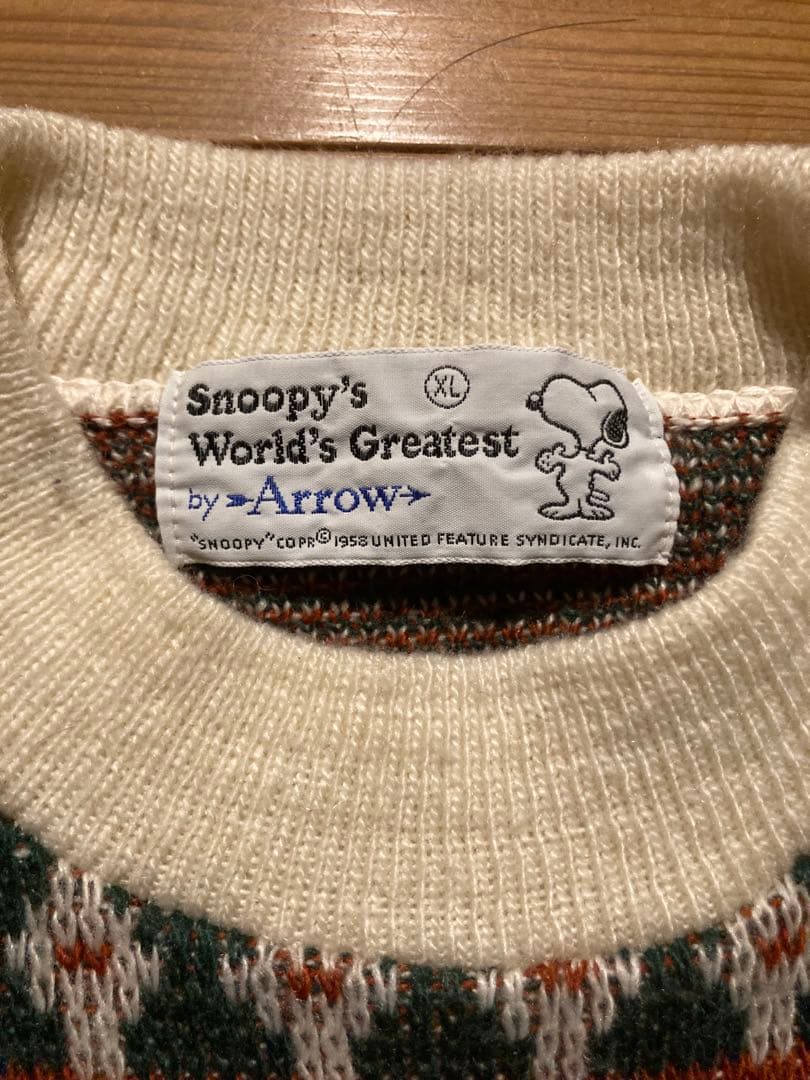 Snoopy's XL
World's Greatest
by Arrow
"SNOOPY" COPR © 1958 UNITED FEATURE SYNDICATE, INC.